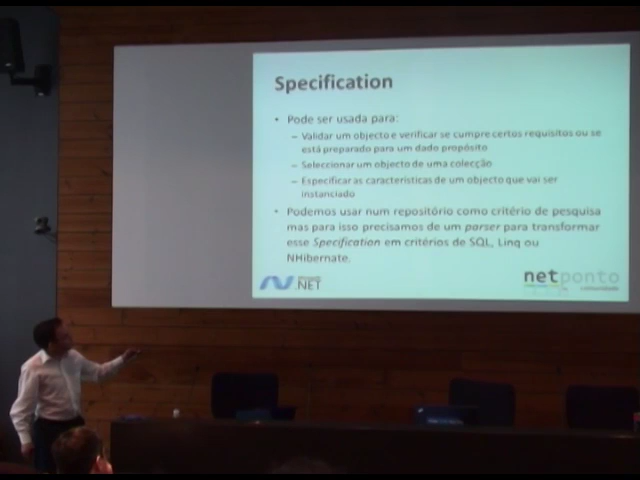 Specification
• Pode ser usada para:
– Validar um objecto e verificar se cumpre certos requisitos ou se
está preparado para um dado propósito
– Seleccionar um objecto de uma colecção
– Especificar as características de um objecto que vai ser
instanciado
• Podemos usar num repositório como critério de pesquisa
mas para isso precisamos de um parser para transformar
esse Specification em critérios de SQL, Linq ou
NHibernate.
.NET
netponto
comunidade